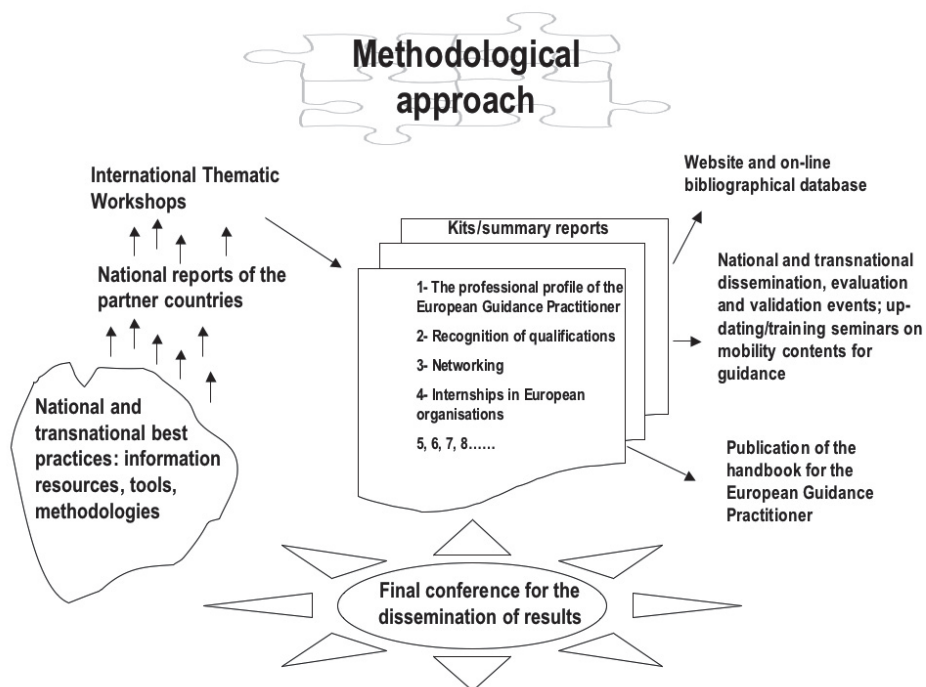 Methodological
approach
International Thematic
Workshops
National reports of the
partner countries
National and
transnational best
practices: information
resources, tools,
methodologies
Kits/summary reports
1- The professional profile of the
European Guidance Practitioner
2- Recognition of qualifications
3- Networking
4- Internships in European
organisations
5, 6, 7, 8......
Website and on-line
bibliographical database
National and transnational
dissemination, evaluation
and validation events; up-
dating/training seminars on
mobility contents for
guidance
Publication of the
handbook for the
European Guidance
Practitioner
Final conference for the
dissemination of results